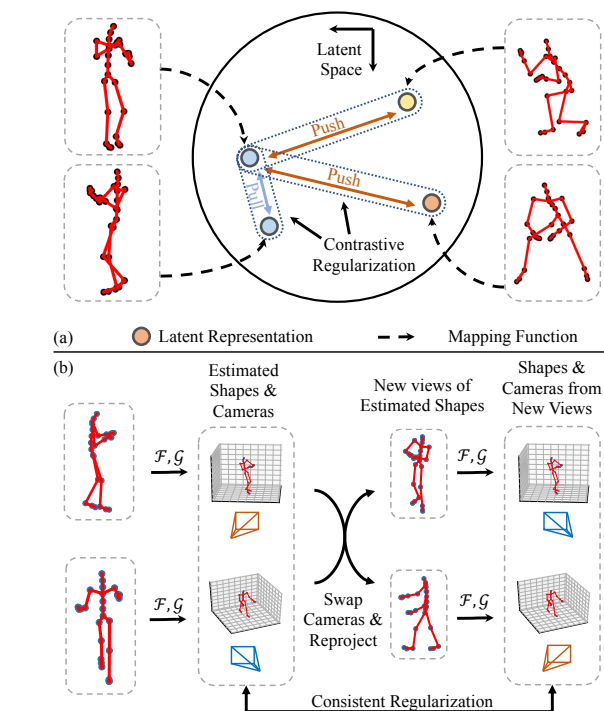 Latent
Space
Push
Push
Pull
Contrastive
Regularization
(a)
Latent Representation
Mapping Function
(b)
Estimated
Shapes &
Cameras
New views of
Estimated Shapes
Shapes &
Cameras from
New Views
ℱ, 𝒢
ℱ, 𝒢
ℱ, 𝒢
ℱ, 𝒢
Swap
Cameras &
Reproject
Consistent Regularization